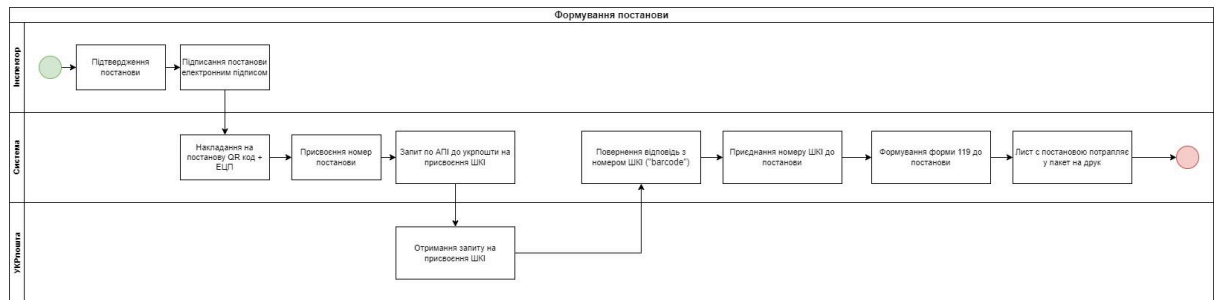 Формування постанови
Інспектор
Підтвердження
постанови
Підписання постанови
електронним підписом
Система
Накладання на
постанову QR код +
ЕЦП
Присвоєння номер
постанови
Запит по АПІ до укрпошти на
присвоєння ШКІ
Повернення відповідь з
номером ШКІ ("barcode")
Приєднання номеру ШКІ до
постанови
Формування форми 119 до
постанови
Лист с постановою потрапляє
у пакет на друк
УКРпошта
Отримання запиту на
присвоєння ШКІ